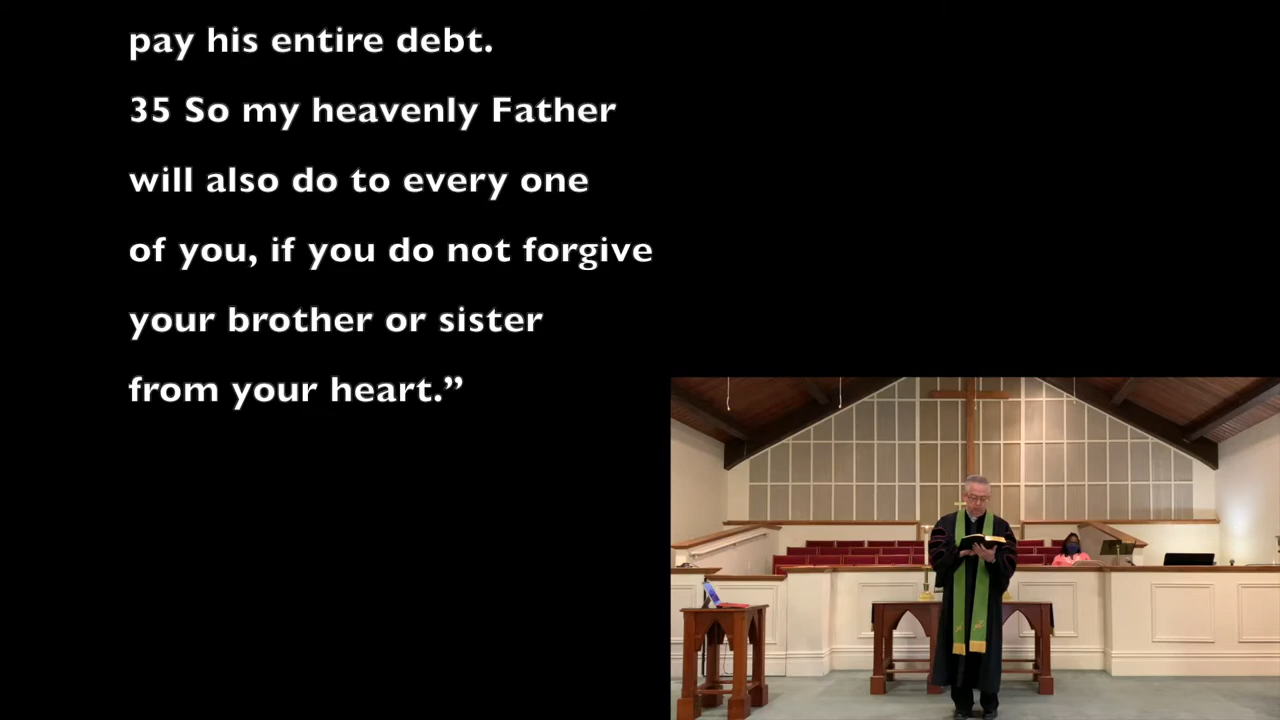 pay his entire debt.
35 So my heavenly Father
will also do to every one
of you, if you do not forgive
your brother or sister
from your heart.”